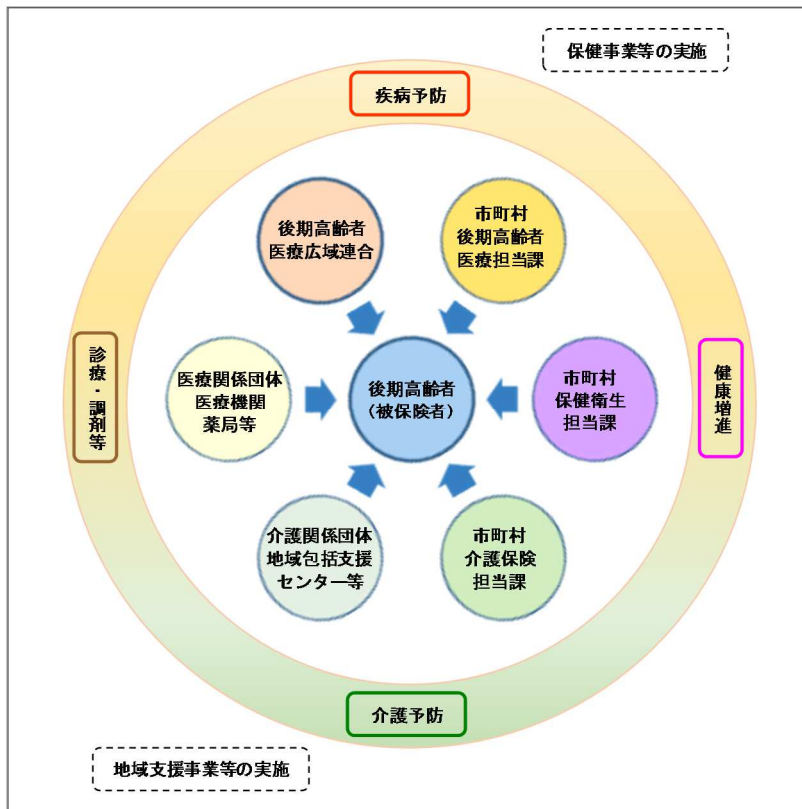 保健事業等の実施
疾病予防
後期高齢者
医療広域連合
市町村
後期高齢者
医療担当課
診療・調剤等
医療関係団体
医療機関
薬局等
後期高齢者
（被保険者）
市町村
保健衛生
担当課
健康増進
介護関係団体
地域包括支援
センター等
市町村
介護保険
担当課
介護予防
地域支援事業等の実施